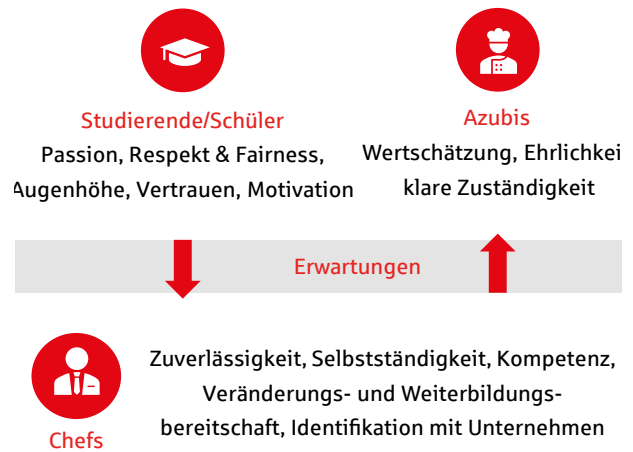 Studierende/Schüler
Passion, Respekt & Fairness,
Augenhöhe, Vertrauen, Motivation
Azubis
Wertschätzung, Ehrlichkei
klare Zuständigkeit
Erwartungen
Chefs
Zuverlässigkeit, Selbstständigkeit, Kompetenz,
Veränderungs- und Weiterbildungs-
bereitschaft, Identifikation mit Unternehmen